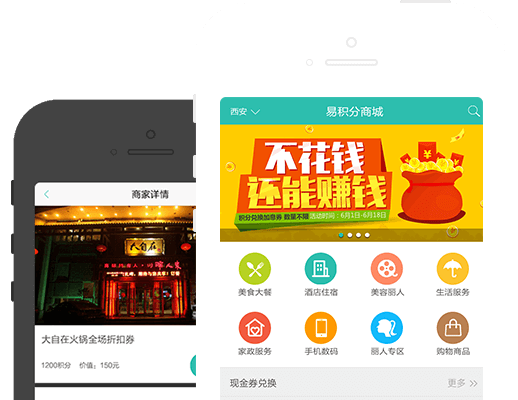 商家详情
大自在
大自在火锅全场折扣券
1200积分 价值：150元
西安
易积分商城
不花钱
还能赚钱
积分兑换加息券 数量不限 活动时间：6月1日-6月18日
美食大餐 酒店住宿 美容丽人 生活服务
家政服务 手机数码 丽人专区 购物商品
现金券兑换 更多 >>